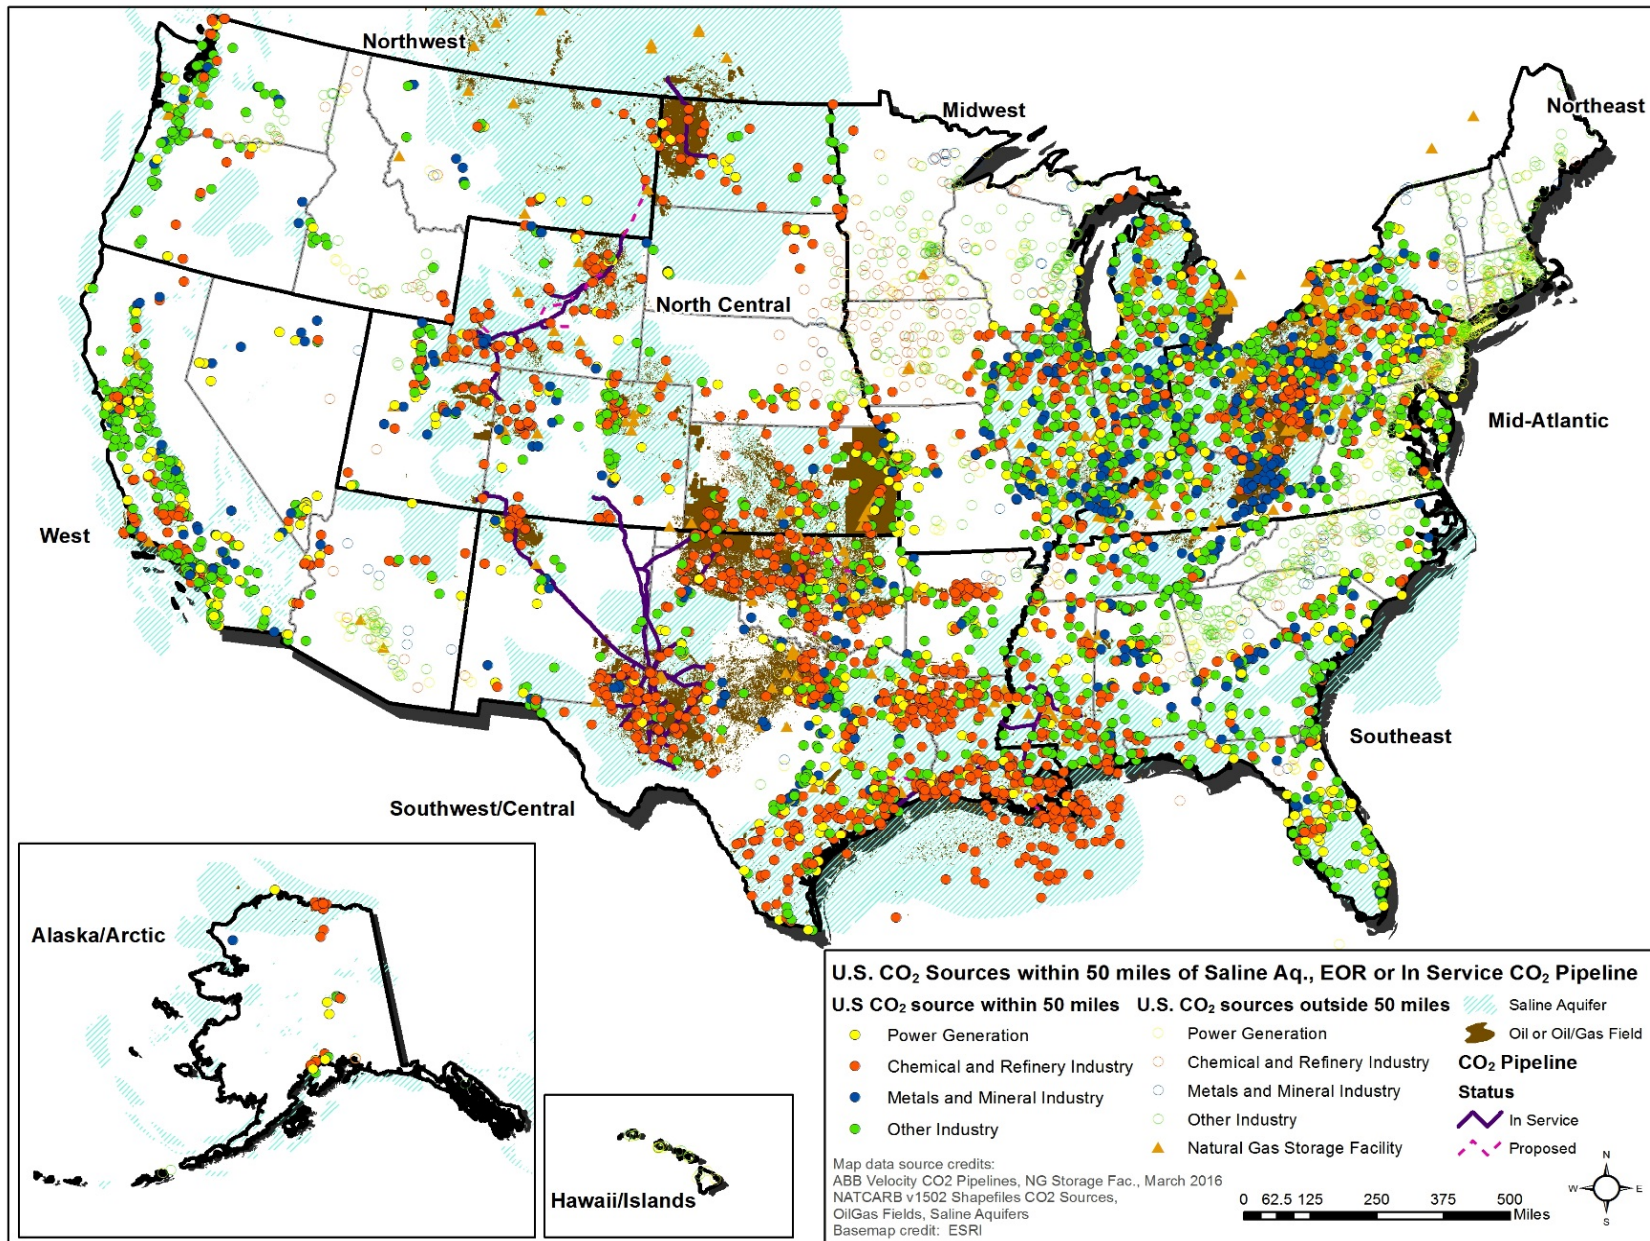 Northwest
Midwest
Northeast
North Central
Mid-Atlantic
West
Southeast
Southwest/Central
Alaska/Arctic
Hawaii/Islands
U.S. CO₂ Sources within 50 miles of Saline Aq., EOR or In Service CO₂ Pipeline
U.S CO₂ source within 50 miles
Power Generation
Chemical and Refinery Industry
Metals and Mineral Industry
Other Industry
U.S. CO₂ sources outside 50 miles
Power Generation
Chemical and Refinery Industry
Metals and Mineral Industry
Other Industry
Natural Gas Storage Facility
Saline Aquifer
Oil or Oil/Gas Field
CO₂ Pipeline
Status
In Service
Proposed
Map data source credits:
ABB Velocity CO2 Pipelines, NG Storage Fac., March 2016
NATCARB v1502 Shapefiles CO2 Sources,
OilGas Fields, Saline Aquifers
Basemap credit: ESRI
0 62.5 125 250 375 500
Miles
N
W E
S